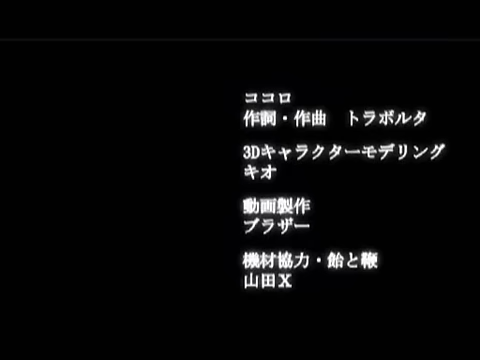 ココロ
作詞・作曲　トラボルタ
3Dキャラクターモデリング
キオ
動画製作
ブラザー
機材協力・飴と鞭
山田X